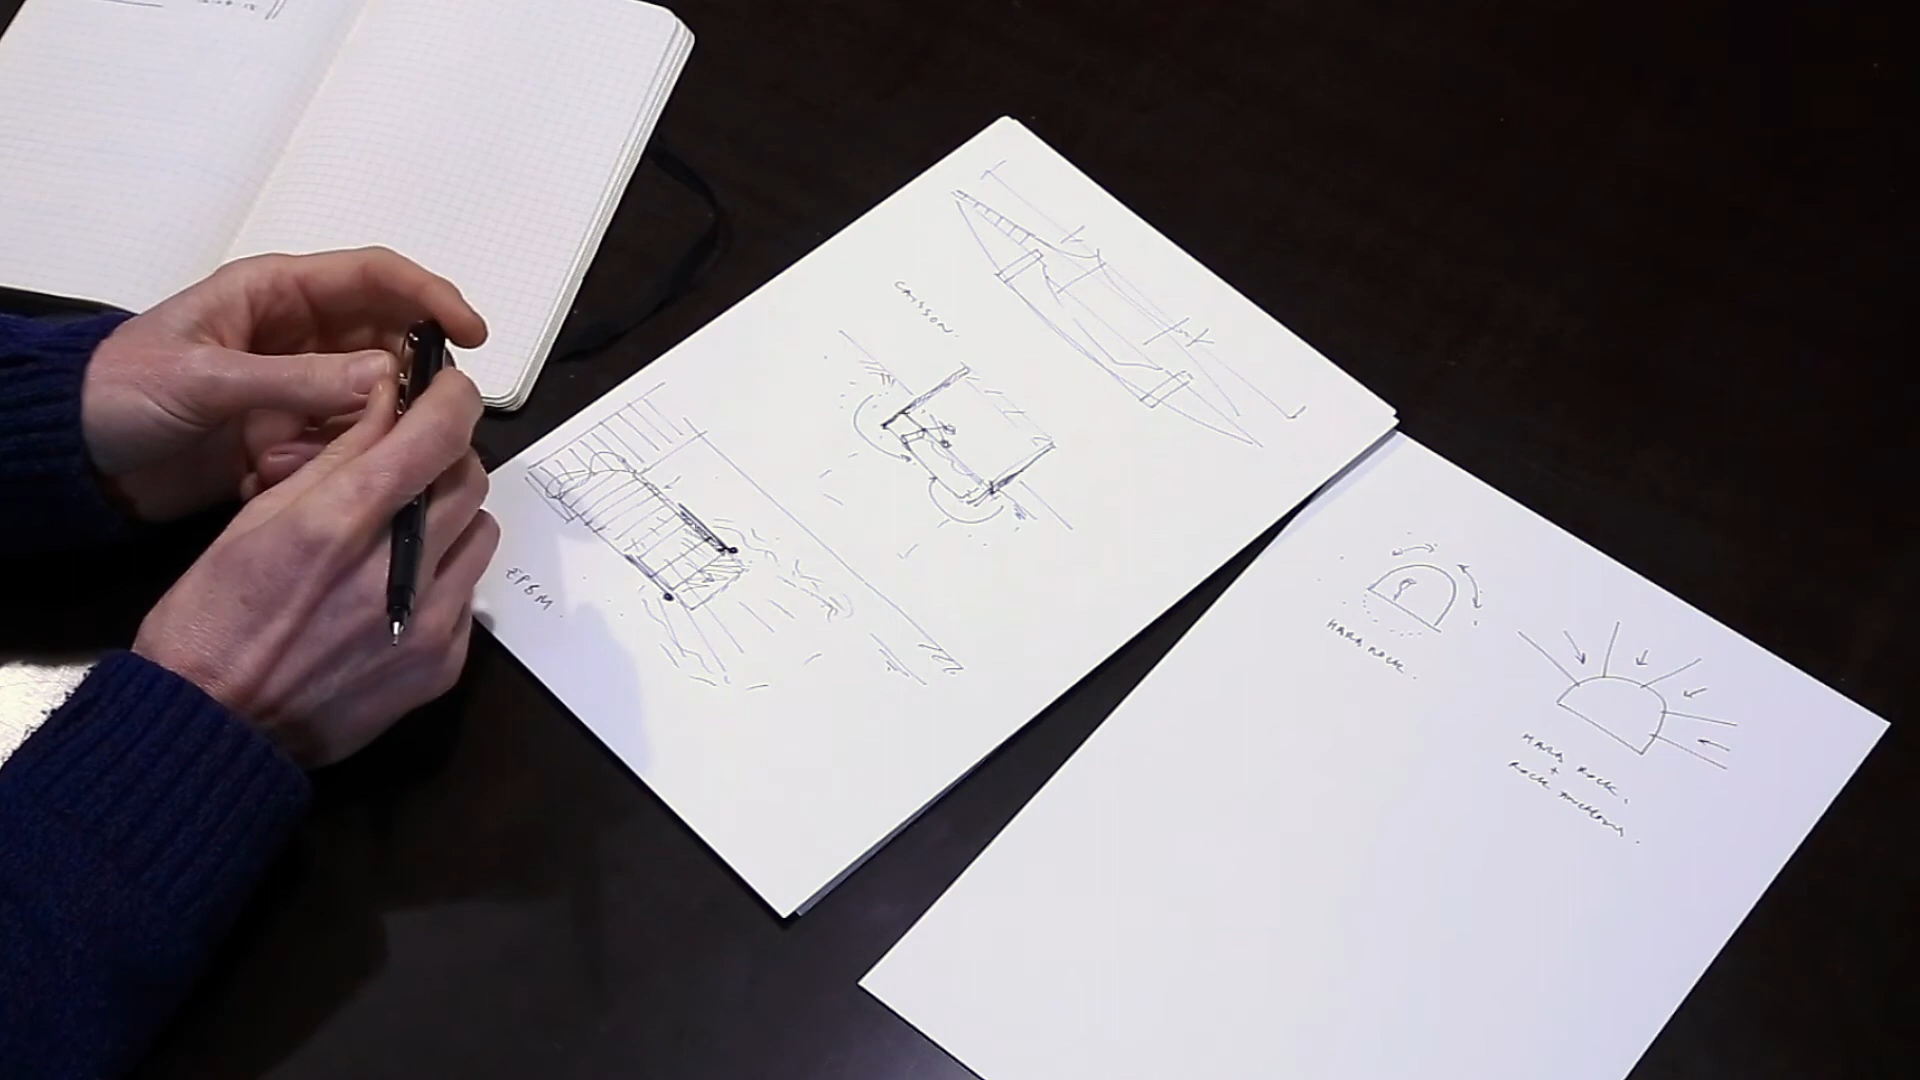 CAISSON.
EPBM
HARD ROCK.
HARD ROCK,
+
ROCK